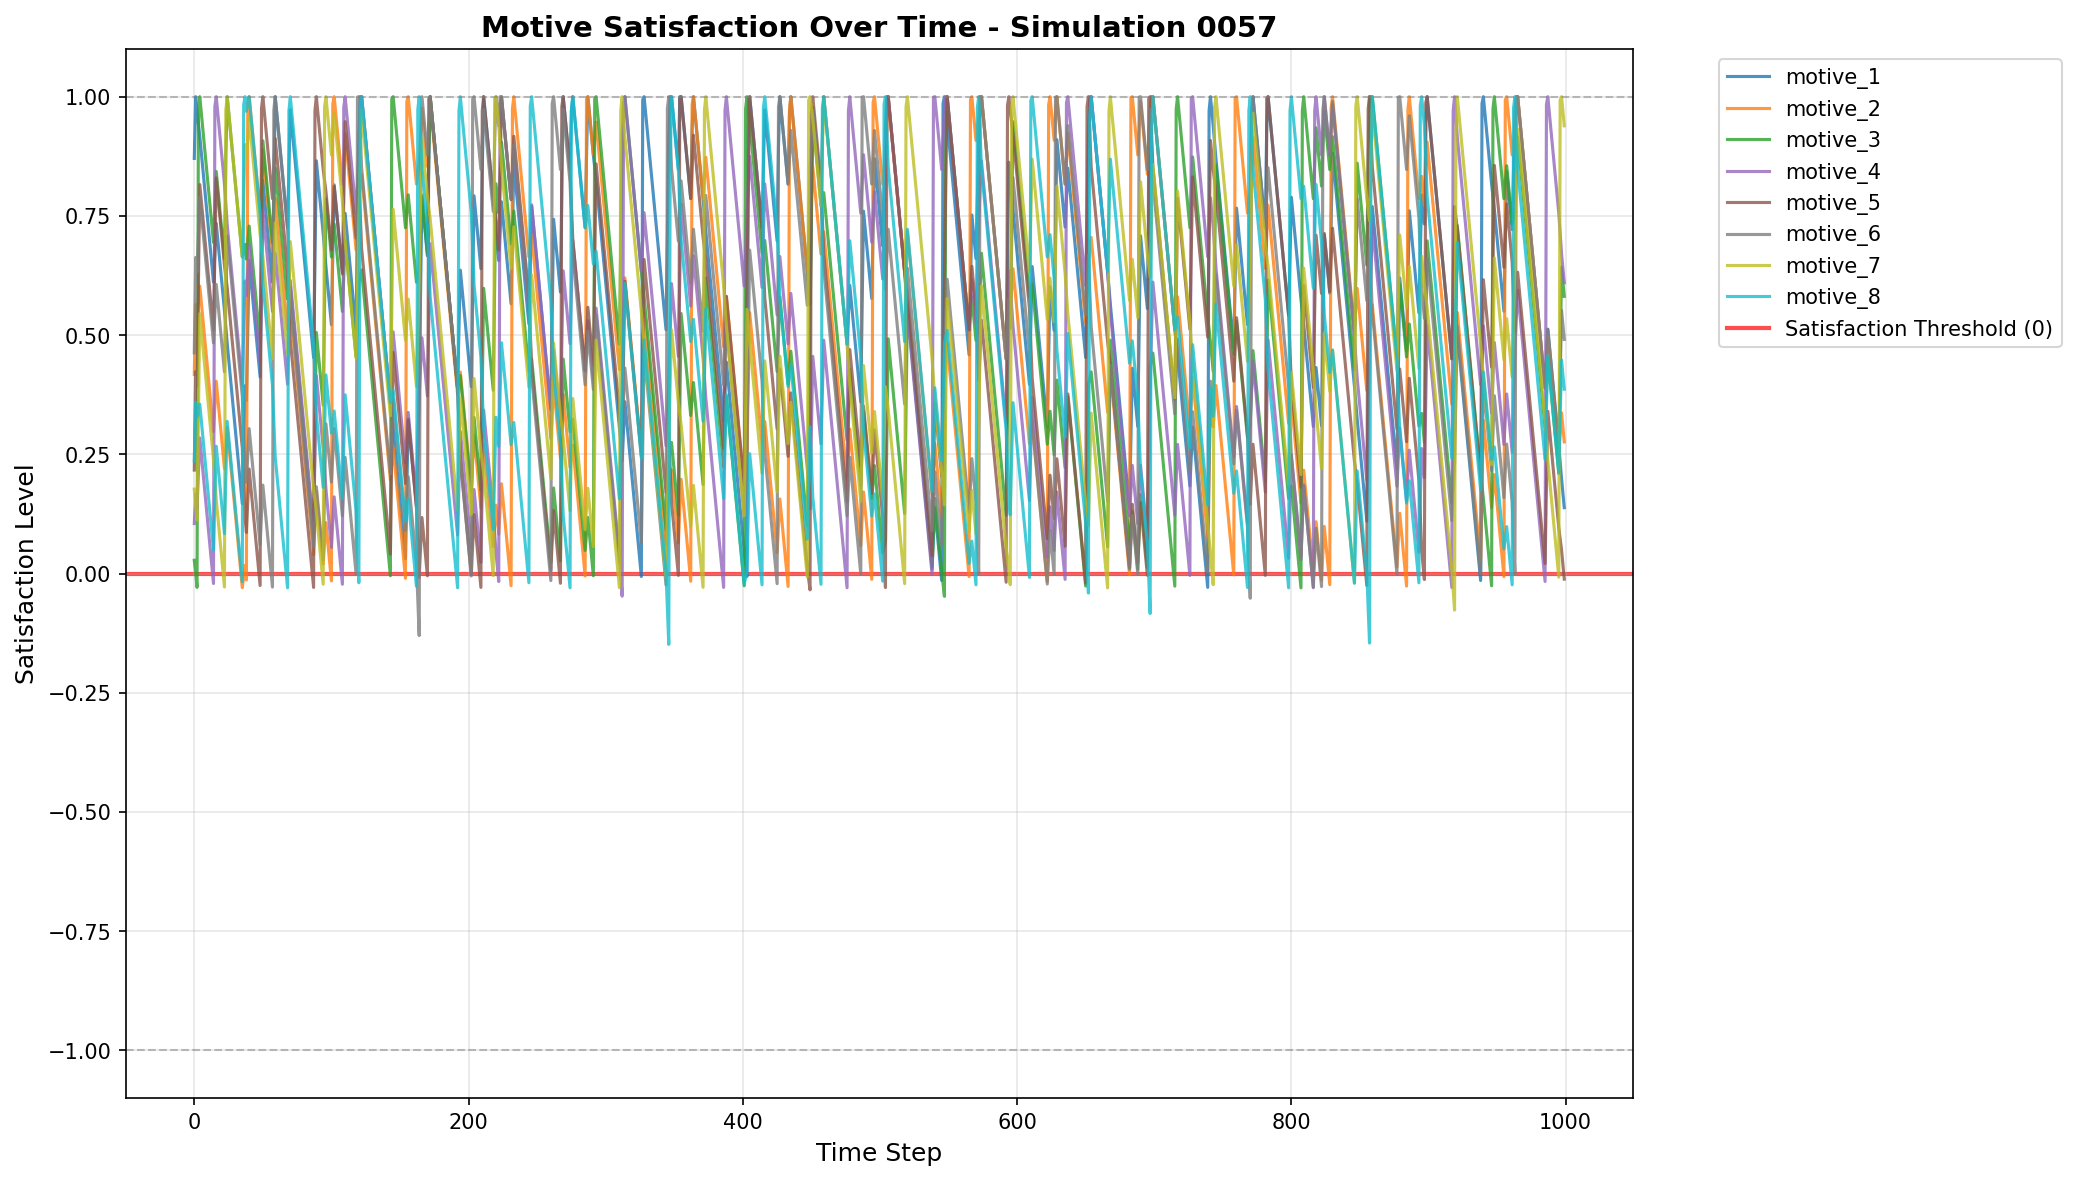 Motive Satisfaction Over Time - Simulation 0057
1.00
0.75
0.50
0.25
0.00
−0.25
−0.50
−0.75
−1.00
Satisfaction Level
0
200
400
600
800
1000
Time Step
motive_1
motive_2
motive_3
motive_4
motive_5
motive_6
motive_7
motive_8
Satisfaction Threshold (0)